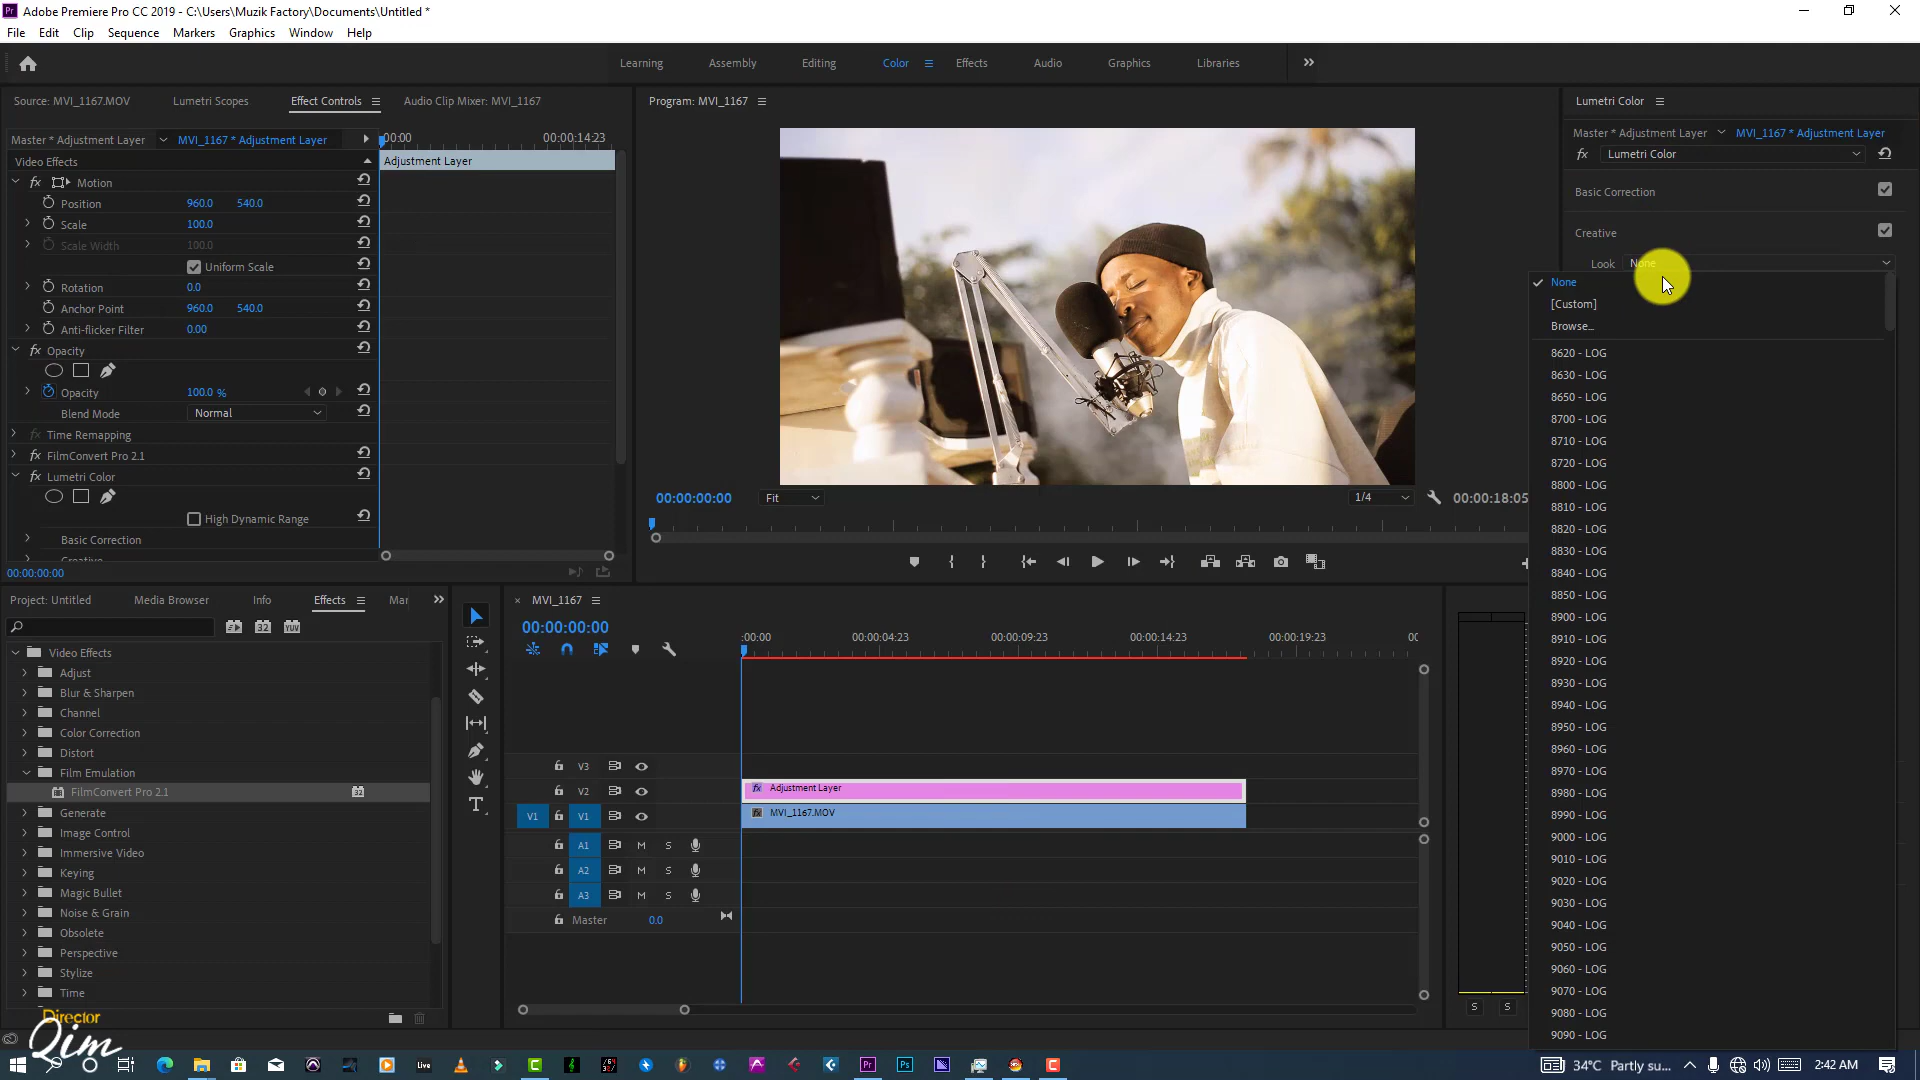 Adobe Premiere Pro CC 2019 - C:\Users\Muzik Factory\Documents\Untitled *
File Edit Clip Sequence Markers Graphics Window Help
Learning Assembly Editing Color Effects Audio Graphics Libraries
Source: MVI_1167.MOV Lumetri Scopes Effect Controls Audio Clip Mixer: MVI_1167
Master * Adjustment Layer MVI_1167 * Adjustment Layer 00:00 00:00:14:23
Video Effects Adjustment Layer
fx Motion
Position 960.0 540.0
Scale 100.0
Scale Width 100.0
Uniform Scale
Rotation 0.0
Anchor Point 960.0 540.0
Anti-flicker Filter 0.00
fx Opacity
Opacity 100.0 %
Blend Mode Normal
fx Time Remapping
fx FilmConvert Pro 2.1
fx Lumetri Color
High Dynamic Range
Basic Correction
Creative
00:00:00:00
Program: MVI_1167
00:00:00:00 Fit 1/4 00:00:18:05
Lumetri Color
Master * Adjustment Layer MVI_1167 * Adjustment Layer
fx Lumetri Color
Basic Correction
Creative
Look None
None
[Custom]
Browse...
8620 - LOG
8630 - LOG
8650 - LOG
8700 - LOG
8710 - LOG
8720 - LOG
8800 - LOG
8810 - LOG
8820 - LOG
8830 - LOG
8840 - LOG
8850 - LOG
8900 - LOG
8910 - LOG
8920 - LOG
8930 - LOG
8940 - LOG
8950 - LOG
8960 - LOG
8970 - LOG
8980 - LOG
8990 - LOG
9000 - LOG
9010 - LOG
9020 - LOG
9030 - LOG
9040 - LOG
9050 - LOG
9060 - LOG
9070 - LOG
9080 - LOG
9090 - LOG
Project: Untitled Media Browser Info Effects Mar
32 YUV
Video Effects
Adjust
Blur & Sharpen
Channel
Color Correction
Distort
Film Emulation
FilmConvert Pro 2.1
Generate
Image Control
Immersive Video
Keying
Magic Bullet
Noise & Grain
Obsolete
Perspective
Stylize
Time
MVI_1167
00:00:00:00
:00:00 00:00:04:23 00:00:09:23 00:00:14:23 00:00:19:23 00
V3
V2 fx Adjustment Layer
V1 V1 fx MVI_1167.MOV
A1 M S
A2 M S
A3 M S
Master 0.0
S S
Director
Qim
Live Pr Ps
34°C Partly su... 2:42 AM